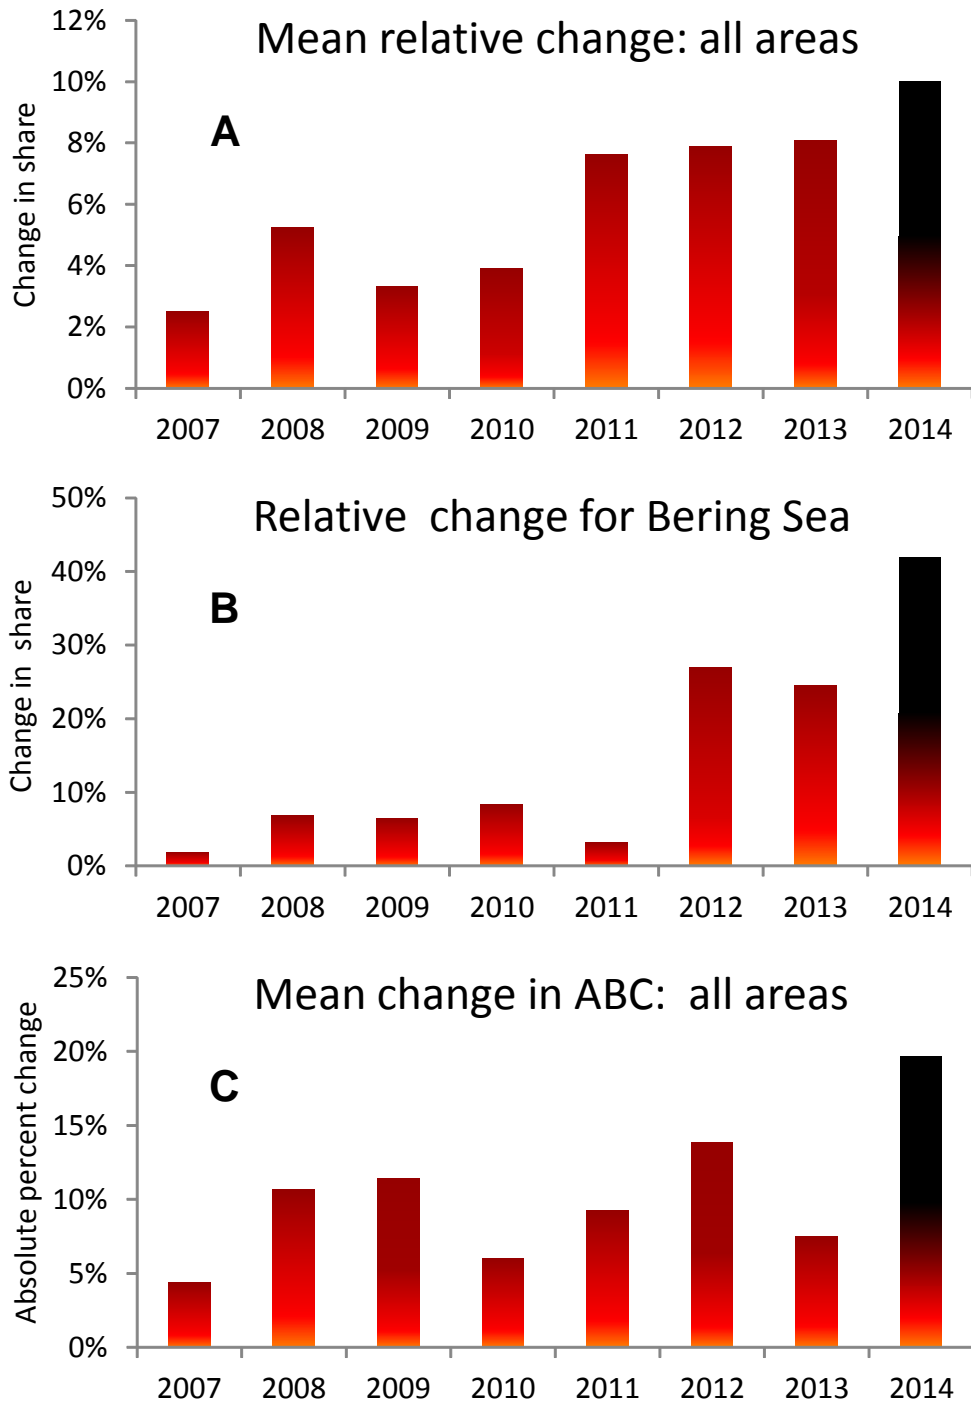 Mean relative change: all areas
A
Change in share
12%
10%
8%
6%
4%
2%
0%
2007 2008 2009 2010 2011 2012 2013 2014
Relative change for Bering Sea
B
Change in share
50%
40%
30%
20%
10%
0%
2007 2008 2009 2010 2011 2012 2013 2014
Mean change in ABC: all areas
C
Absolute percent change
25%
20%
15%
10%
5%
0%
2007 2008 2009 2010 2011 2012 2013 2014